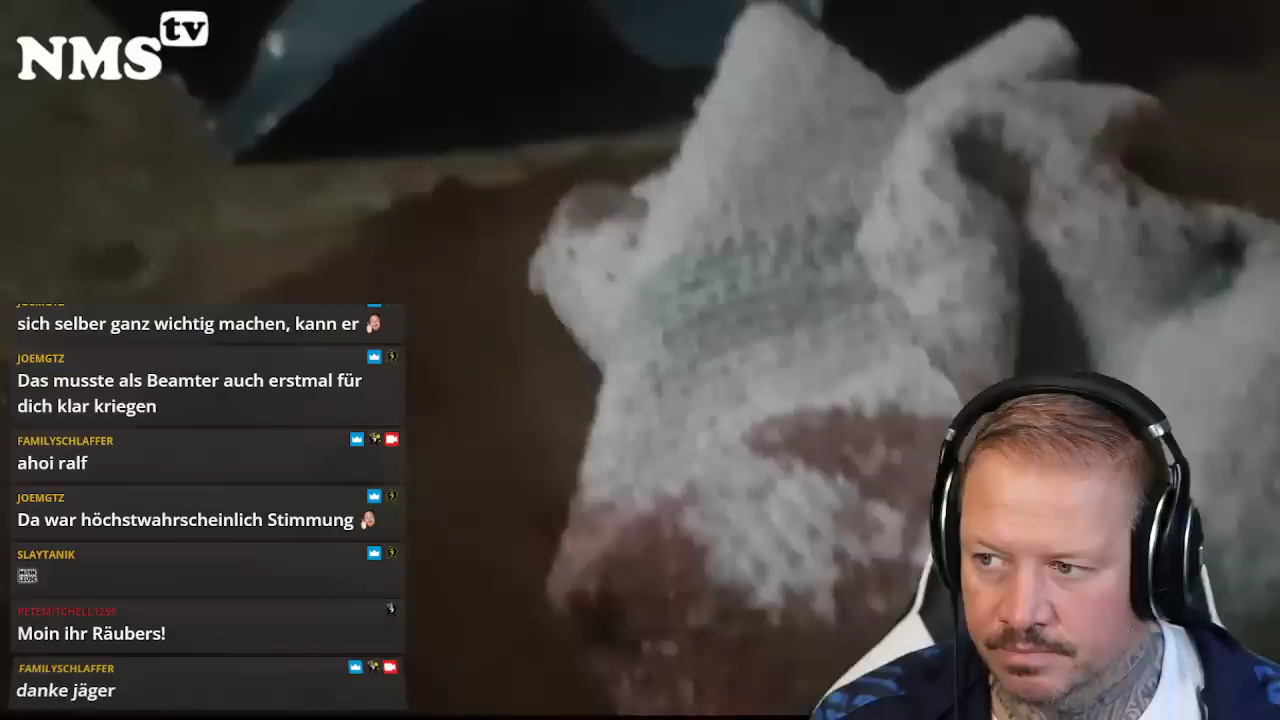 NMS tv
sich selber ganz wichtig machen, kann er
JOEMGTZ
Das musste als Beamter auch erstmal für
dich klar kriegen
FAMILYSCHLAFFER
ahoi ralf
JOEMGTZ
Da war höchstwahrscheinlich Stimmung
SLAYTANIK
PETEMITCHELL1299
Moin ihr Räubers!
FAMILYSCHLAFFER
danke jäger